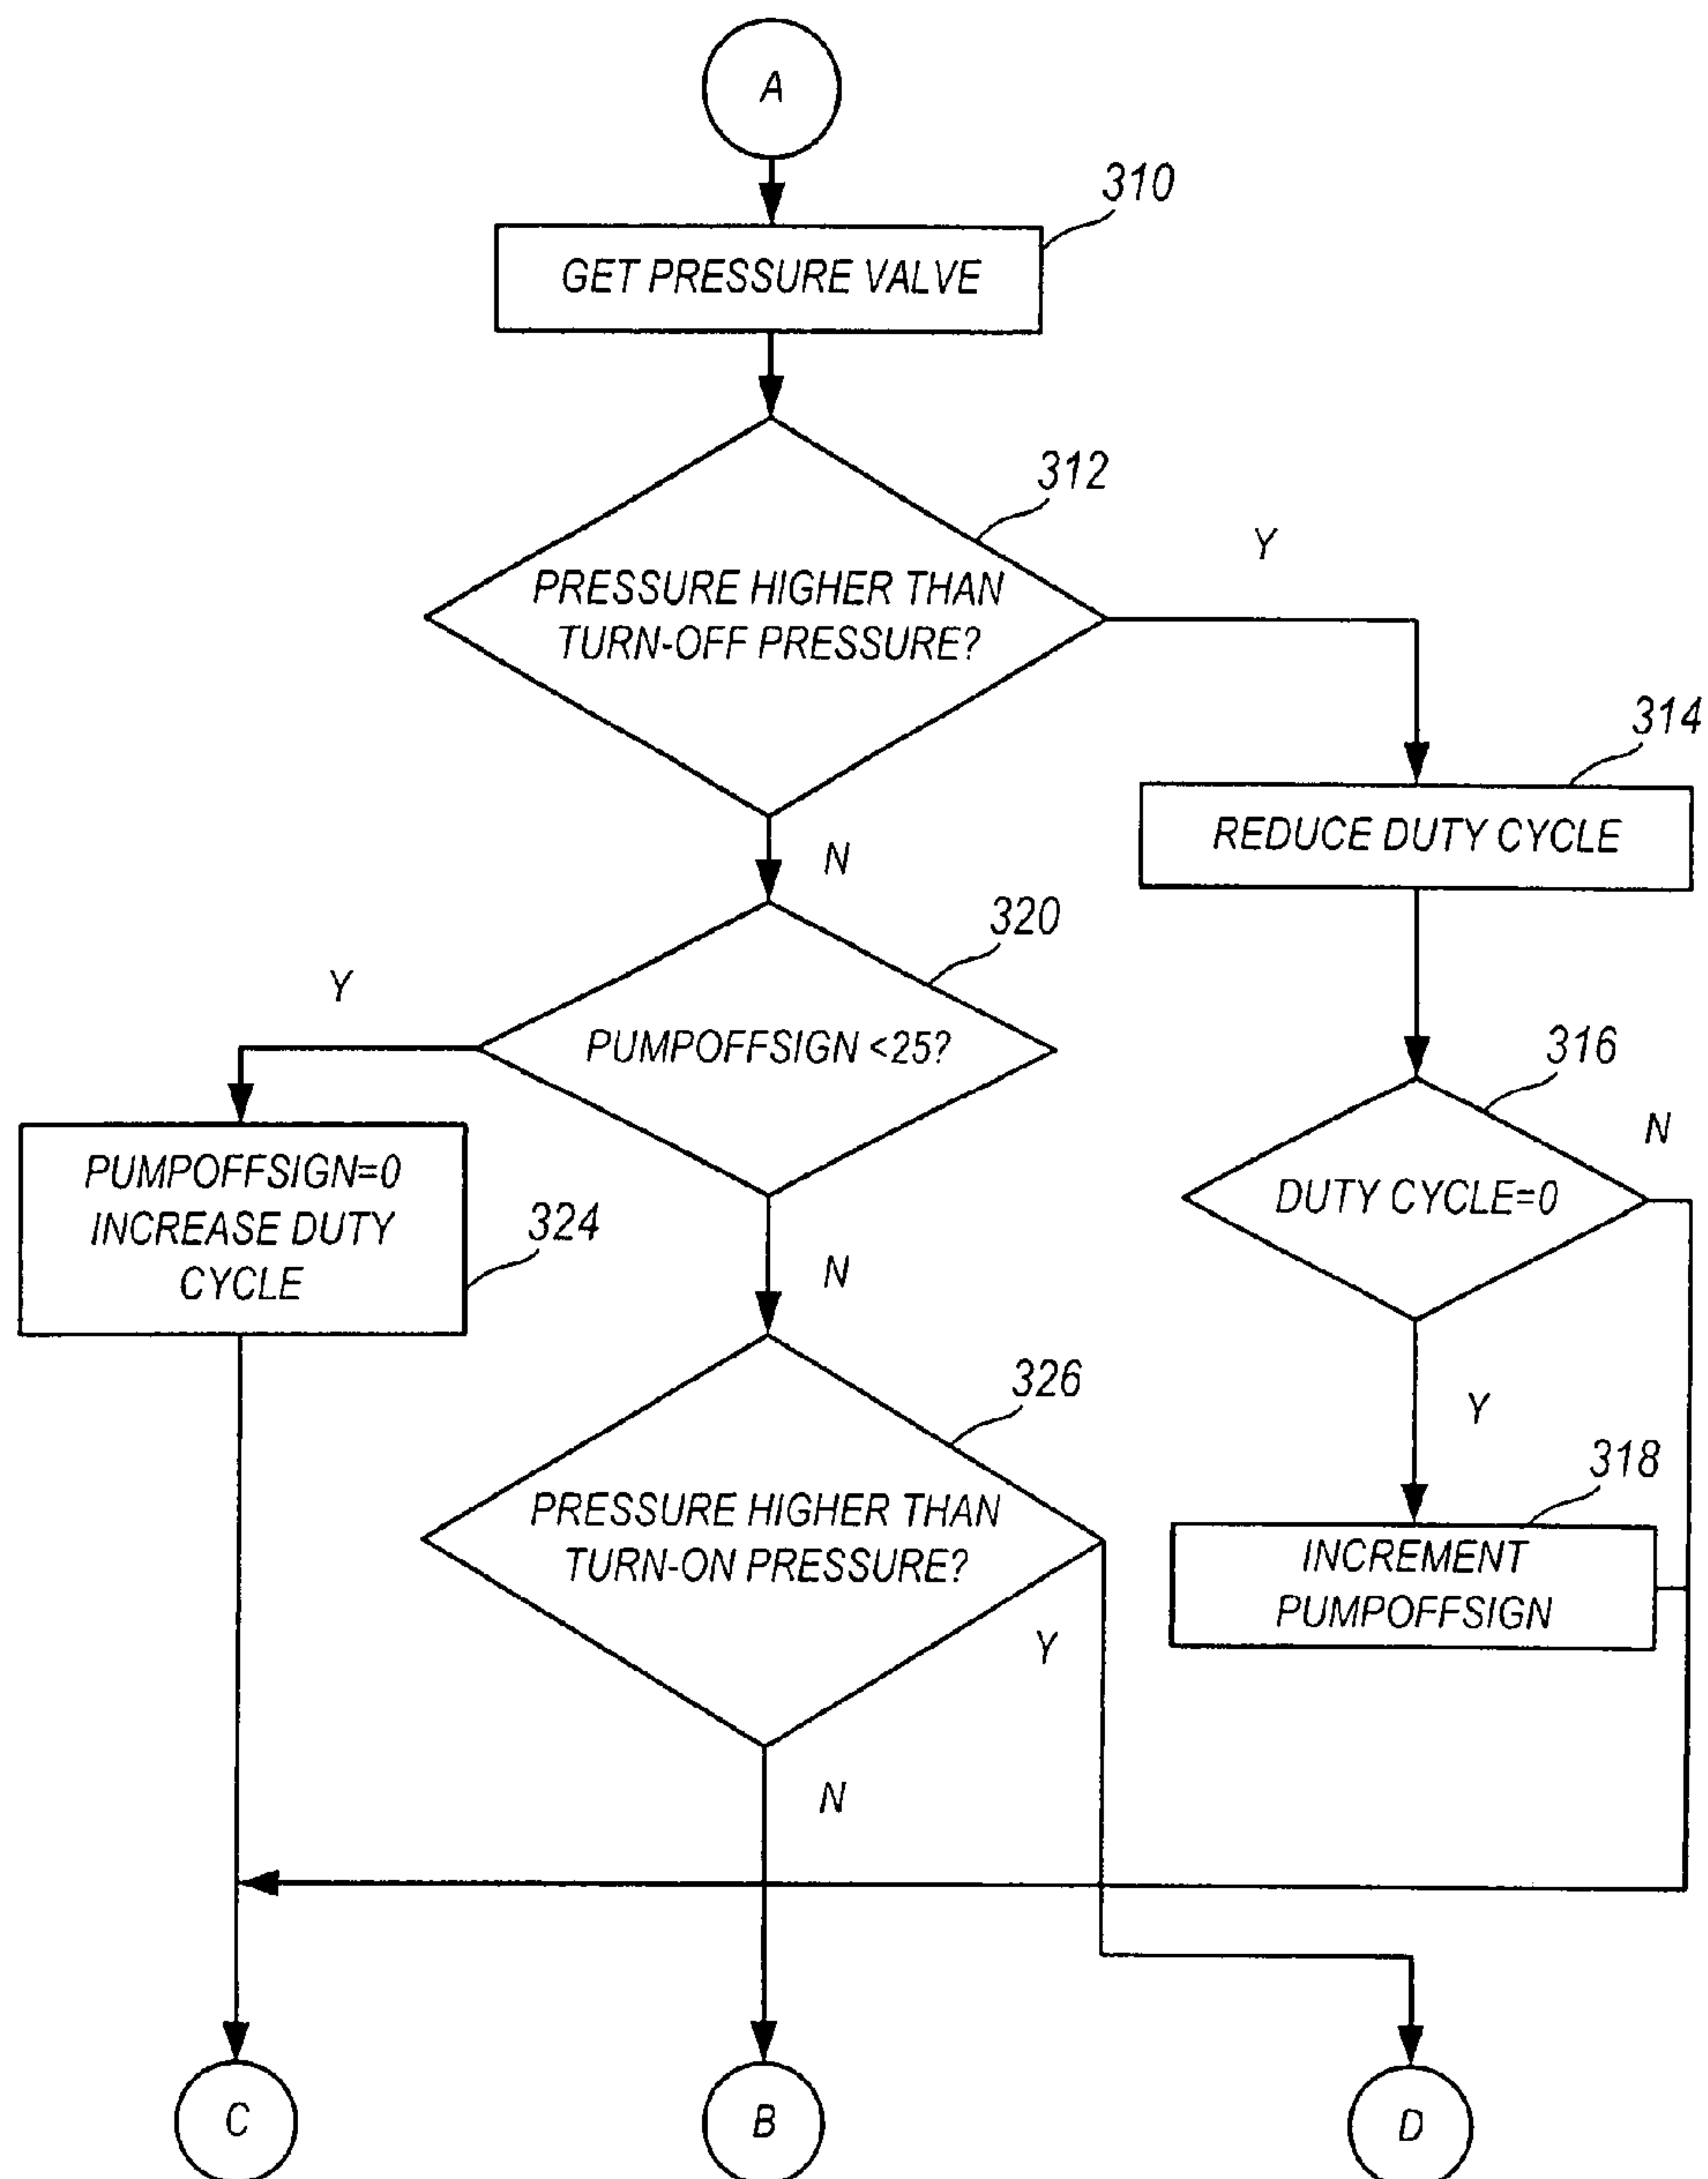 A
310
GET PRESSURE VALVE
312
PRESSURE HIGHER THAN
TURN-OFF PRESSURE?
Y
314
REDUCE DUTY CYCLE
N
320
PUMPOFFSIGN <25?
Y
316
DUTY CYCLE=0
N
PUMPOFFSIGN=0
INCREASE DUTY
CYCLE
324
N
326
PRESSURE HIGHER THAN
TURN-ON PRESSURE?
Y
Y
318
INCREMENT
PUMPOFFSIGN
N
C
B
D